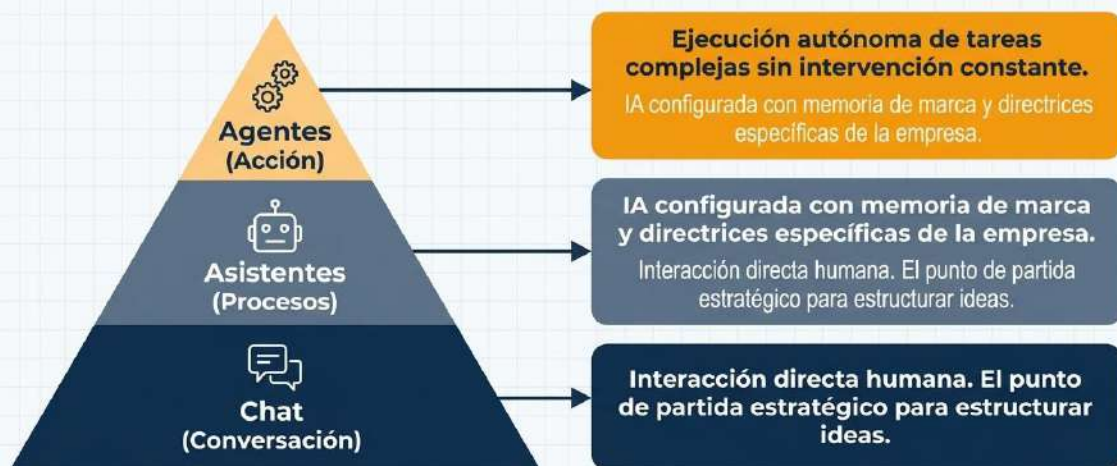 Agentes
(Acción)
Ejecución autónoma de tareas
complejas sin intervención constante.
IA configurada con memoria de marca y directrices
específicas de la empresa.
Asistentes
(Procesos)
IA configurada con memoria de marca
y directrices específicas de la empresa.
Interacción directa humana. El punto de partida
estratégico para estructurar ideas.
Chat
(Conversación)
Interacción directa humana. El punto
de partida estratégico para estructurar
ideas.